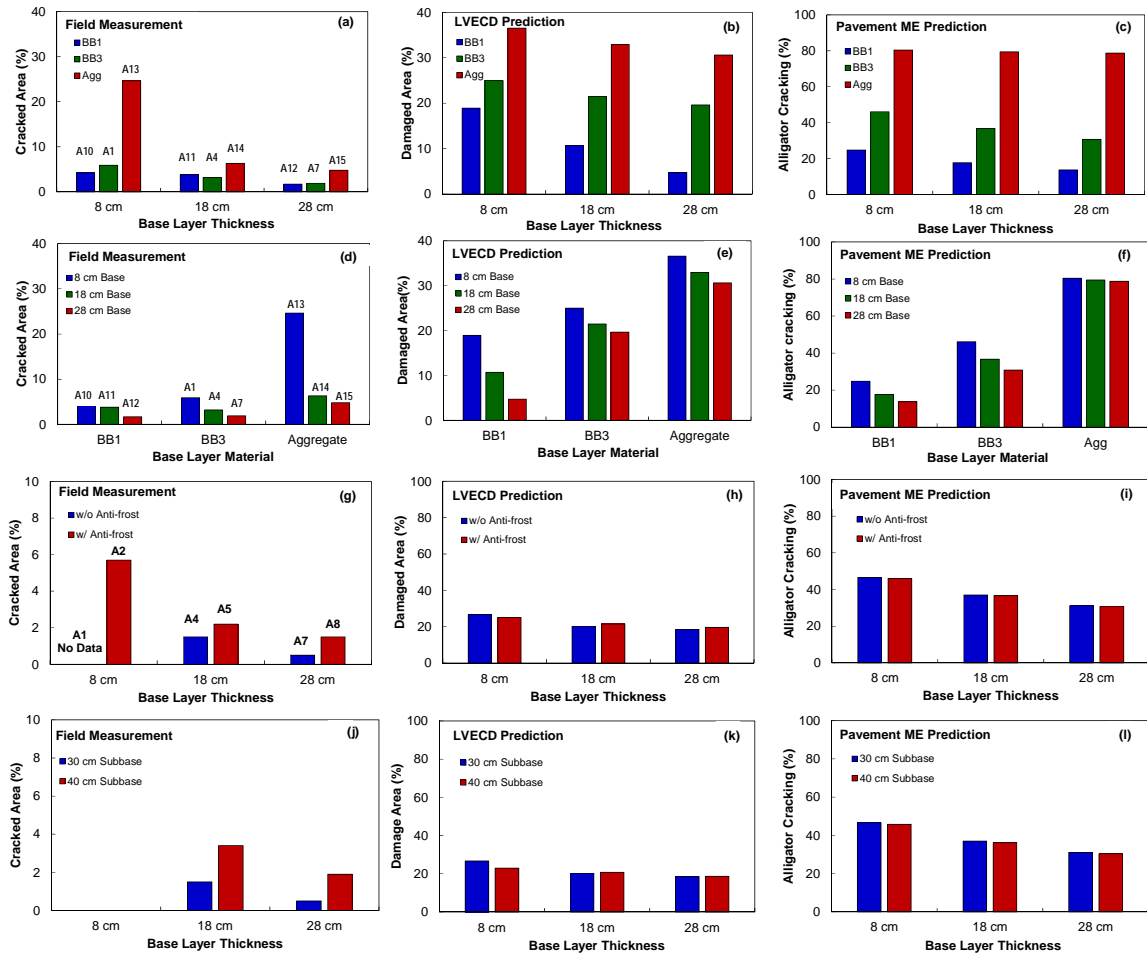 Field Measurement
(a)
BB1
BB3
Agg
Cracked Area (%)
40
30
20
10
0
A10
A1
A13
A11
A4
A14
A12
A7
A15
8 cm
18 cm
28 cm
Base Layer Thickness
LVECD Prediction
(b)
BB1
BB3
Agg
Damaged Area (%)
40
30
20
10
0
8 cm
18 cm
28 cm
Base Layer Thickness
Pavement ME Prediction
(c)
BB1
BB3
Agg
Alligator Cracking (%)
100
80
60
40
20
0
8 cm
18 cm
28 cm
Base Layer Thickness
Field Measurement
(d)
8 cm Base
18 cm Base
28 cm Base
Cracked Area (%)
40
30
20
10
0
A10
A11
A12
A1
A4
A7
A13
A14
A15
BB1
BB3
Aggregate
Base Layer Material
LVECD Prediction
(e)
8 cm Base
18 cm Base
28 cm Base
Damaged Area(%)
40
30
20
10
0
BB1
BB3
Aggregate
Base Layer Material
Pavement ME Prediction
(f)
8 cm Base
18 cm Base
28 cm Base
Alligator cracking (%)
100
80
60
40
20
0
BB1
BB3
Agg
Base Layer Material
Field Measurement
(g)
w/o Anti-frost
w/ Anti-frost
Cracked Area (%)
10
8
6
4
2
0
A1
No Data
A2
A4
A5
A7
A8
8 cm
18 cm
28 cm
Base Layer Thickness
LVECD Prediction
(h)
w/o Anti-frost
w/ Anti-frost
Damaged Area (%)
100
80
60
40
20
0
8 cm
18 cm
28 cm
Base Layer Thickness
Pavement ME Prediction
(i)
w/o Anti-frost
w/ Anti-frost
Alligator Cracking (%)
100
80
60
40
20
0
8 cm
18 cm
28 cm
Base Layer Thickness
Field Measurement
(j)
30 cm Subbase
40 cm Subbase
Cracked Area (%)
10
8
6
4
2
0
8 cm
18 cm
28 cm
Base Layer Thickness
LVECD Prediction
(k)
30 cm Subbase
40 cm Subbase
Damage Area (%)
100
80
60
40
20
0
8 cm
18 cm
28 cm
Base Layer Thickness
Pavement ME Prediction
(l)
30 cm Subbase
40 cm Subbase
Alligator Cracking (%)
100
80
60
40
20
0
8 cm
18 cm
28 cm
Base Layer Thickness